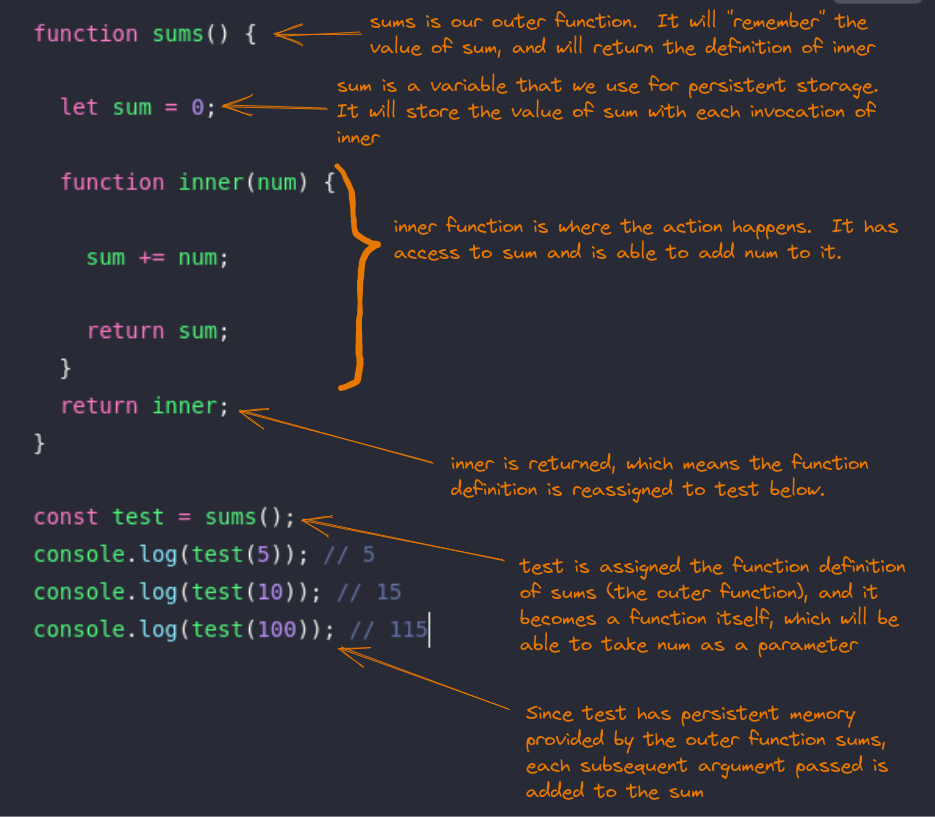 function sums() {
sums is our outer function. It will "remember" the
value of sum, and will return the definition of inner
let sum = 0;
sum is a variable that we use for persistent storage.
It will store the value of sum with each invocation of
inner
function inner(num) {
inner function is where the action happens. It has
access to sum and is able to add num to it.
sum += num;
return sum;
}
return inner;
}
inner is returned, which means the function
definition is reassigned to test below.
const test = sums();
console.log(test(5)); // 5
console.log(test(10)); // 15
console.log(test(100)); // 115
test is assigned the function definition
of sums (the outer function), and it
becomes a function itself, which will be
able to take num as a parameter
Since test has persistent memory
provided by the outer function sums,
each subsequent argument passed is
added to the sum